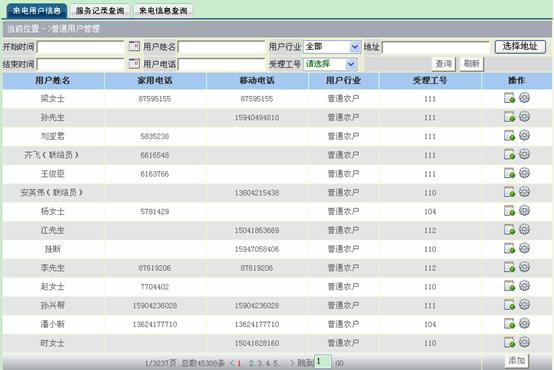 来电用户信息 服务记录查询 来电信息查询
当前位置->普通用户管理
开始时间 用户姓名 用户行业 全部 地址 选择地址
结束时间 用户电话 受理工号 请选择 查询 刷新
用户姓名 家用电话 移动电话 用户行业 受理工号 操作
梁女士 87595155 87595155 普通农户 111
孙先生 15940494810 普通农户 111
刘亚君 5835238 普通农户 111
齐飞(联络员) 6616548 普通农户 111
王俊臣 6163766 普通农户 111
安英伟(联络员) 13604215438 普通农户 110
杨女士 5781429 普通农户 104
江先生 15041863669 普通农户 112
挂断 15947058406 普通农户 110
李先生 87619206 87619206 普通农户 112
赵女士 7704402 普通农户 110
孙兴帮 15904236028 15904236028 普通农户 111
潘小新 13624177710 13624177710 普通农户 104
时女士 15041628160 普通农户 110
1/3237页 总数45308条 < 1. 2.3.4.5...> 跳到 1 GO 添加